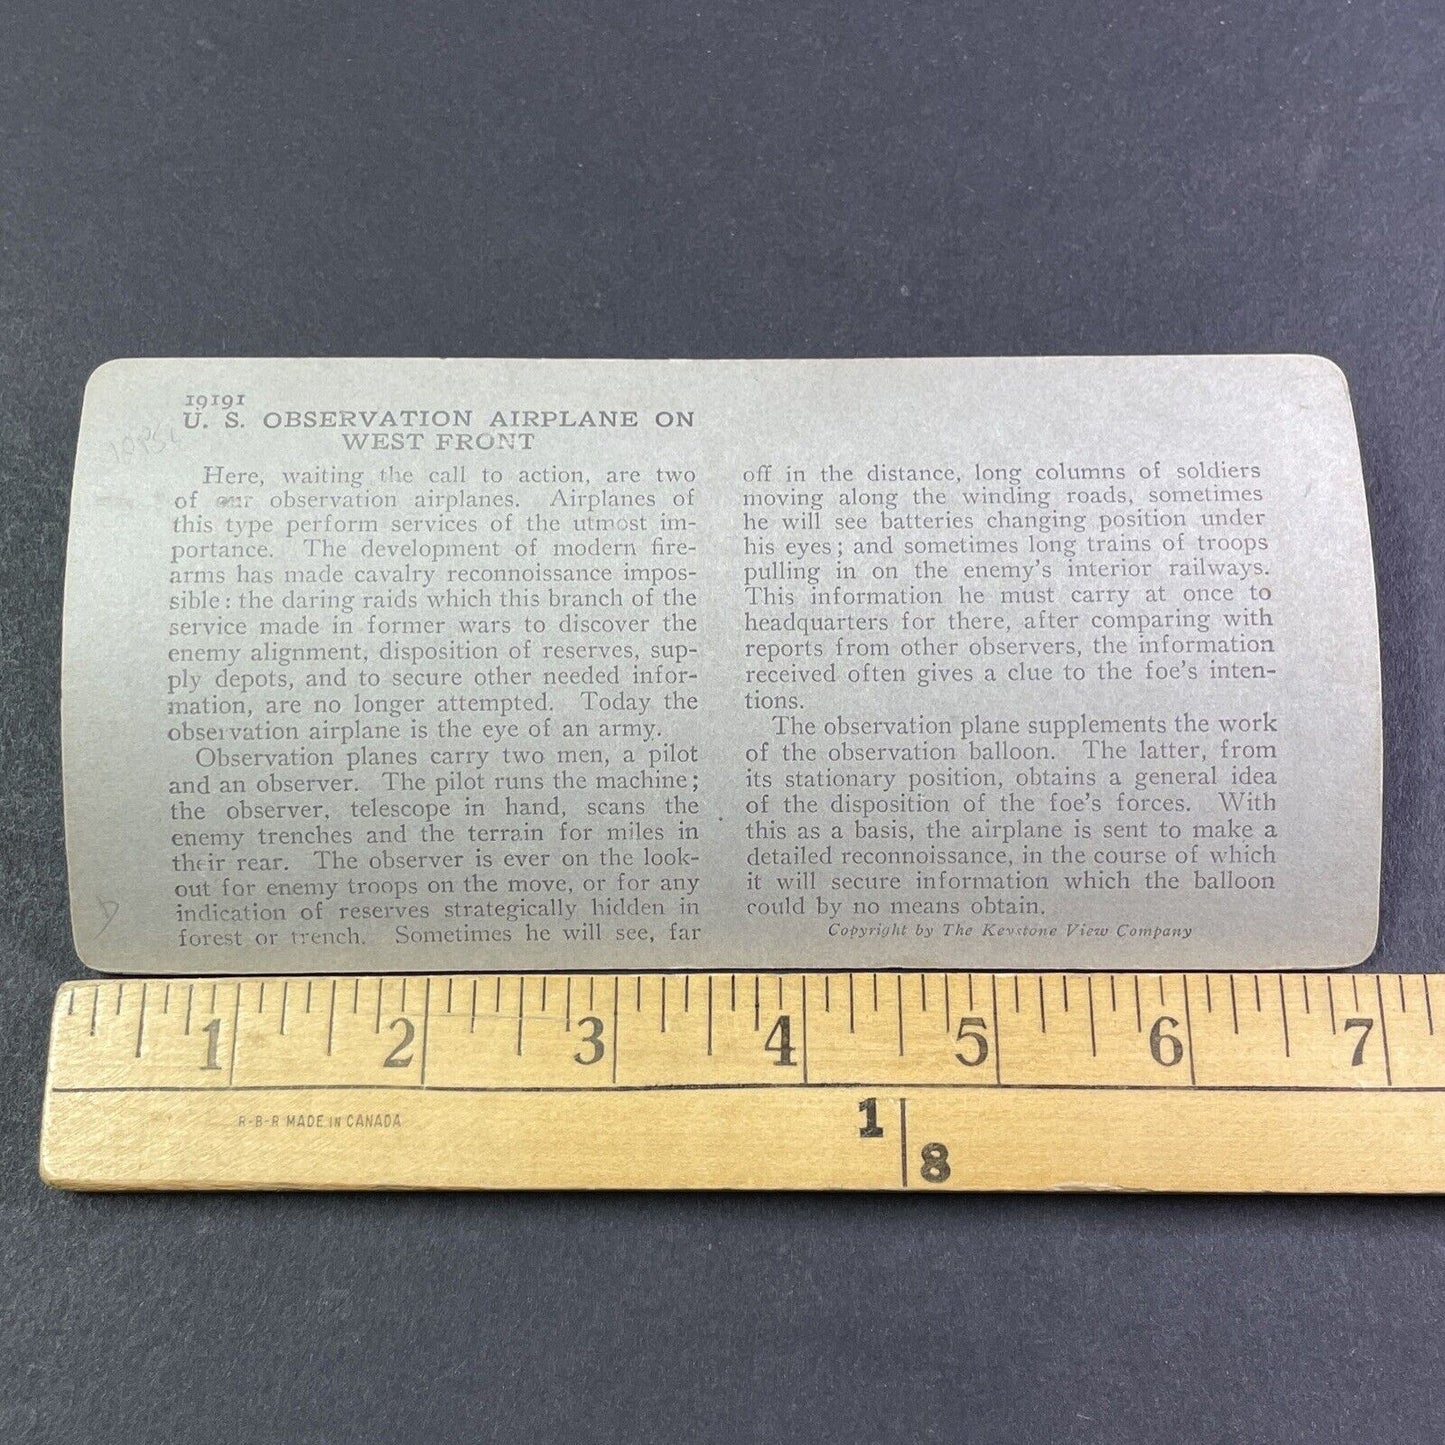 19191
U. S. OBSERVATION AIRPLANE ON
WEST FRONT
Here, waiting the call to action, are two
of our observation airplanes. Airplanes of
this type perform services of the utmost im-
portance. The development of modern fire-
arms has made cavalry reconnoissance impos-
sible: the daring raids which this branch of the
service made in former wars to discover the
enemy alignment, disposition of reserves, sup-
ply depots, and to secure other needed infor-
mation, are no longer attempted. Today the
observation airplane is the eye of an army.
Observation planes carry two men, a pilot
and an observer. The pilot runs the machine;
the observer, telescope in hand, scans the
enemy trenches and the terrain for miles in
their rear. The observer is ever on the look-
out for enemy troops on the move, or for any
indication of reserves strategically hidden in
forest or trench. Sometimes he will see, far
off in the distance, long columns of soldiers
moving along the winding roads, sometimes
he will see batteries changing position under
his eyes; and sometimes long trains of troops
pulling in on the enemy's interior railways.
This information he must carry at once to
headquarters for there, after comparing with
reports from other observers, the information
received often gives a clue to the foe's inten-
tions.
The observation plane supplements the work
of the observation balloon. The latter, from
its stationary position, obtains a general idea
of the disposition of the foe's forces. With
this as a basis, the airplane is sent to make a
detailed reconnoissance, in the course of which
it will secure information which the balloon
could by no means obtain.
Copyright by The Keystone View Company
1 2 3 4 5 6 7
R-B-R MADE IN CANADA
1
8